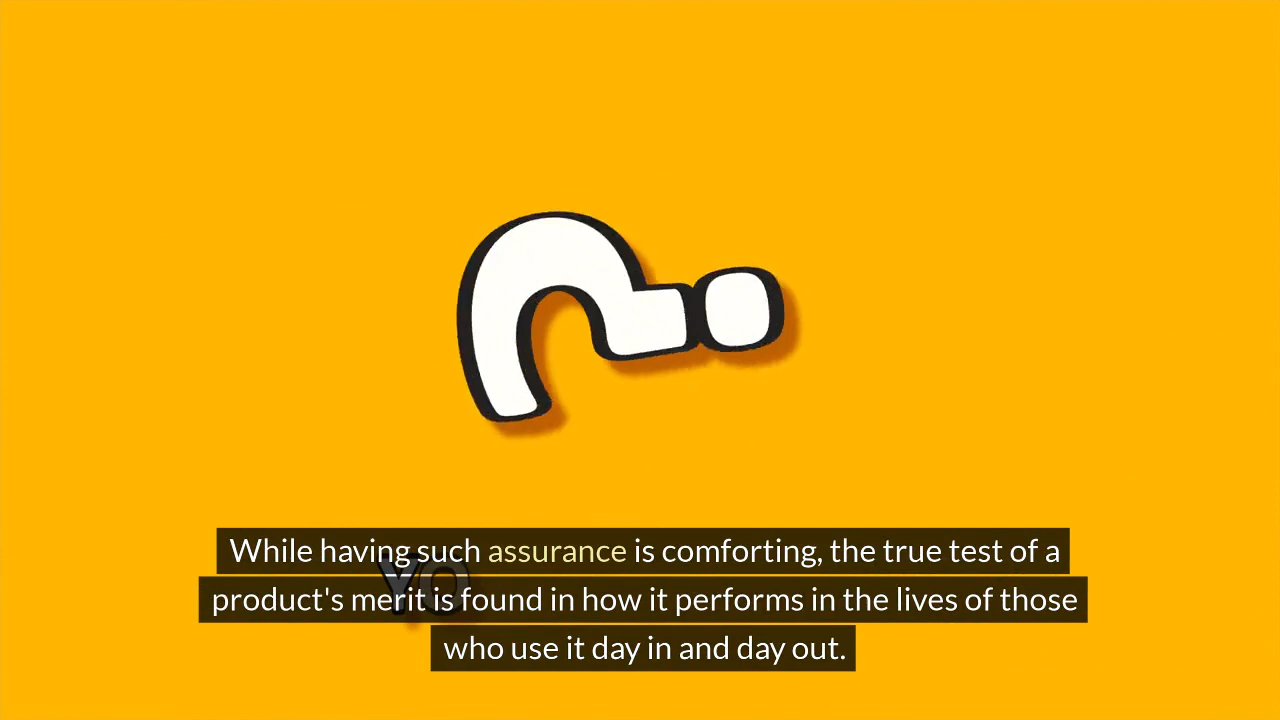 ?
While having such assurance is comforting, the true test of a
product's merit is found in how it performs in the lives of those
who use it day in and day out.
YO